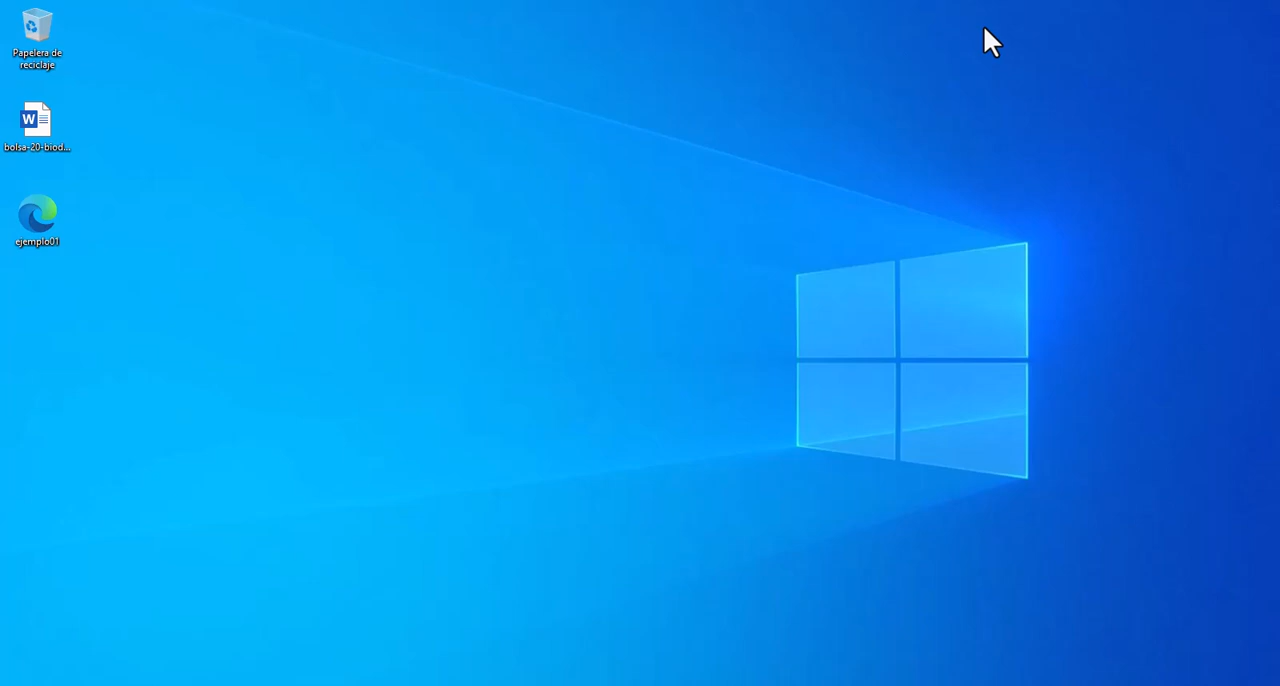 Papelera de
reciclaje
W
bolsa-20-biod...
ejemplo01